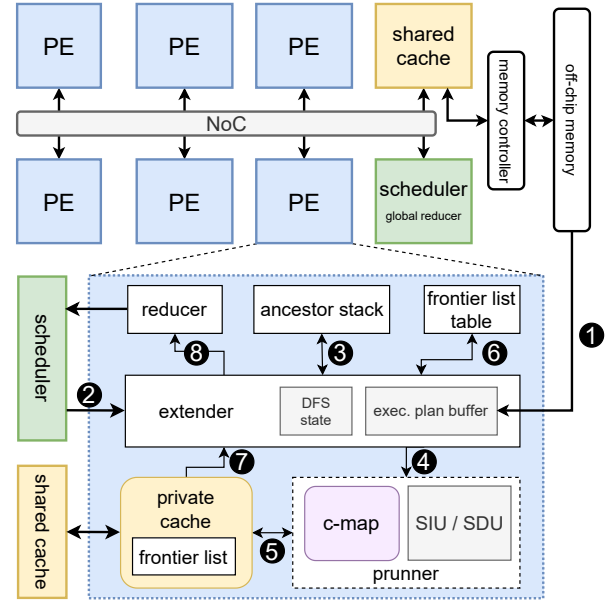 PE
PE
PE
shared
cache
NoC
memory
controller
off-chip memory
PE
PE
PE
scheduler
global reducer
scheduler
reducer
ancestor stack
frontier list
table
1
8
3
6
2
extender
DFS
state
exec. plan buffer
7
4
shared cache
private
cache
frontier list
5
c-map
SIU / SDU
prunner